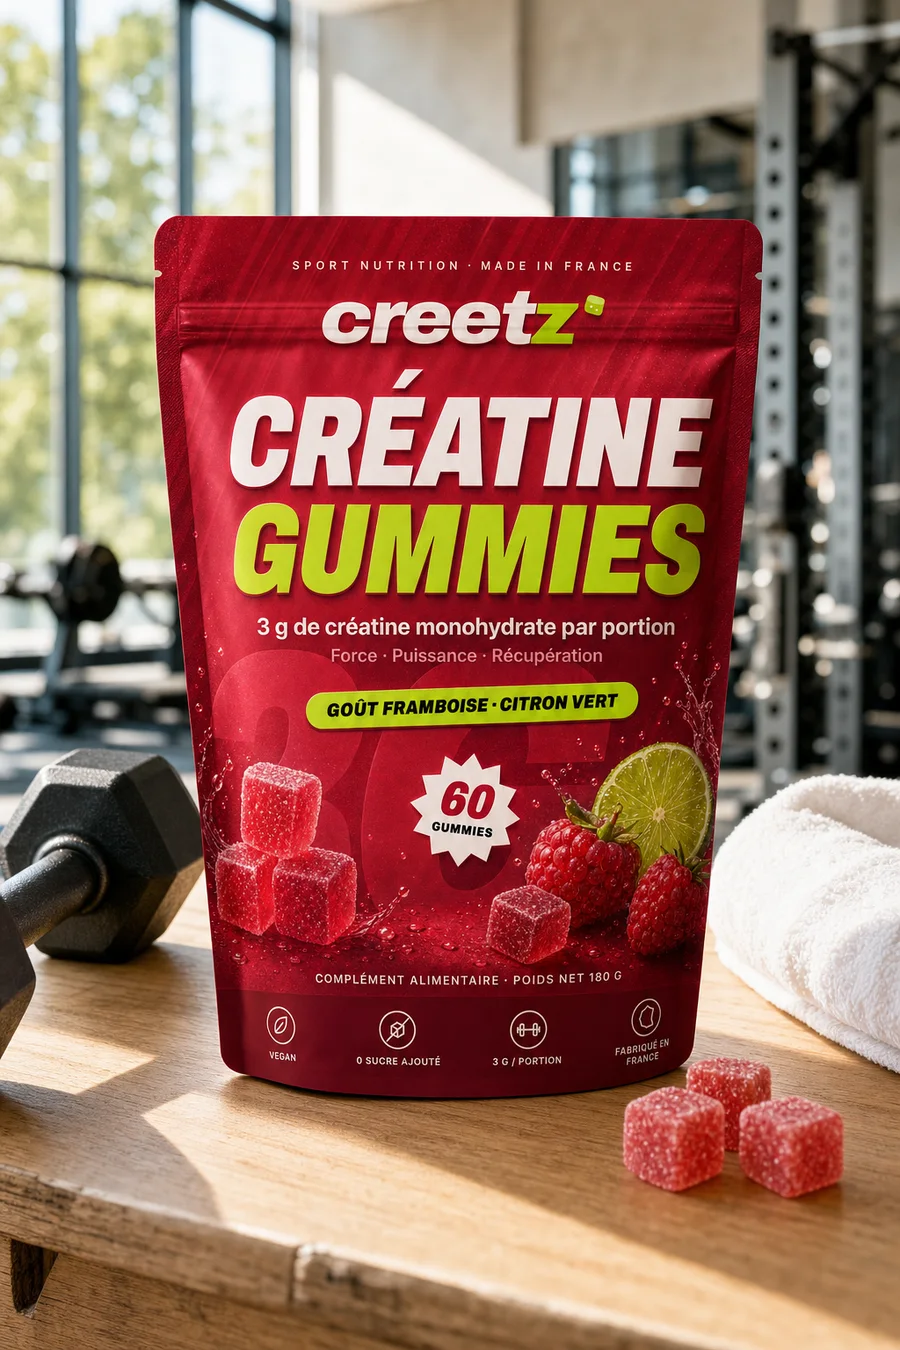 SPORT NUTRITION · MADE IN FRANCE
creetz
CRÉATINE
GUMMIES
3 g de créatine monohydrate par portion
Force · Puissance · Récupération
3G
GOÛT FRAMBOISE · CITRON VERT
60
GUMMIES
COMPLÉMENT ALIMENTAIRE · POIDS NET 180 G
VEGAN
0 SUCRE AJOUTÉ
3 G / PORTION
FABRIQUÉ EN
FRANCE